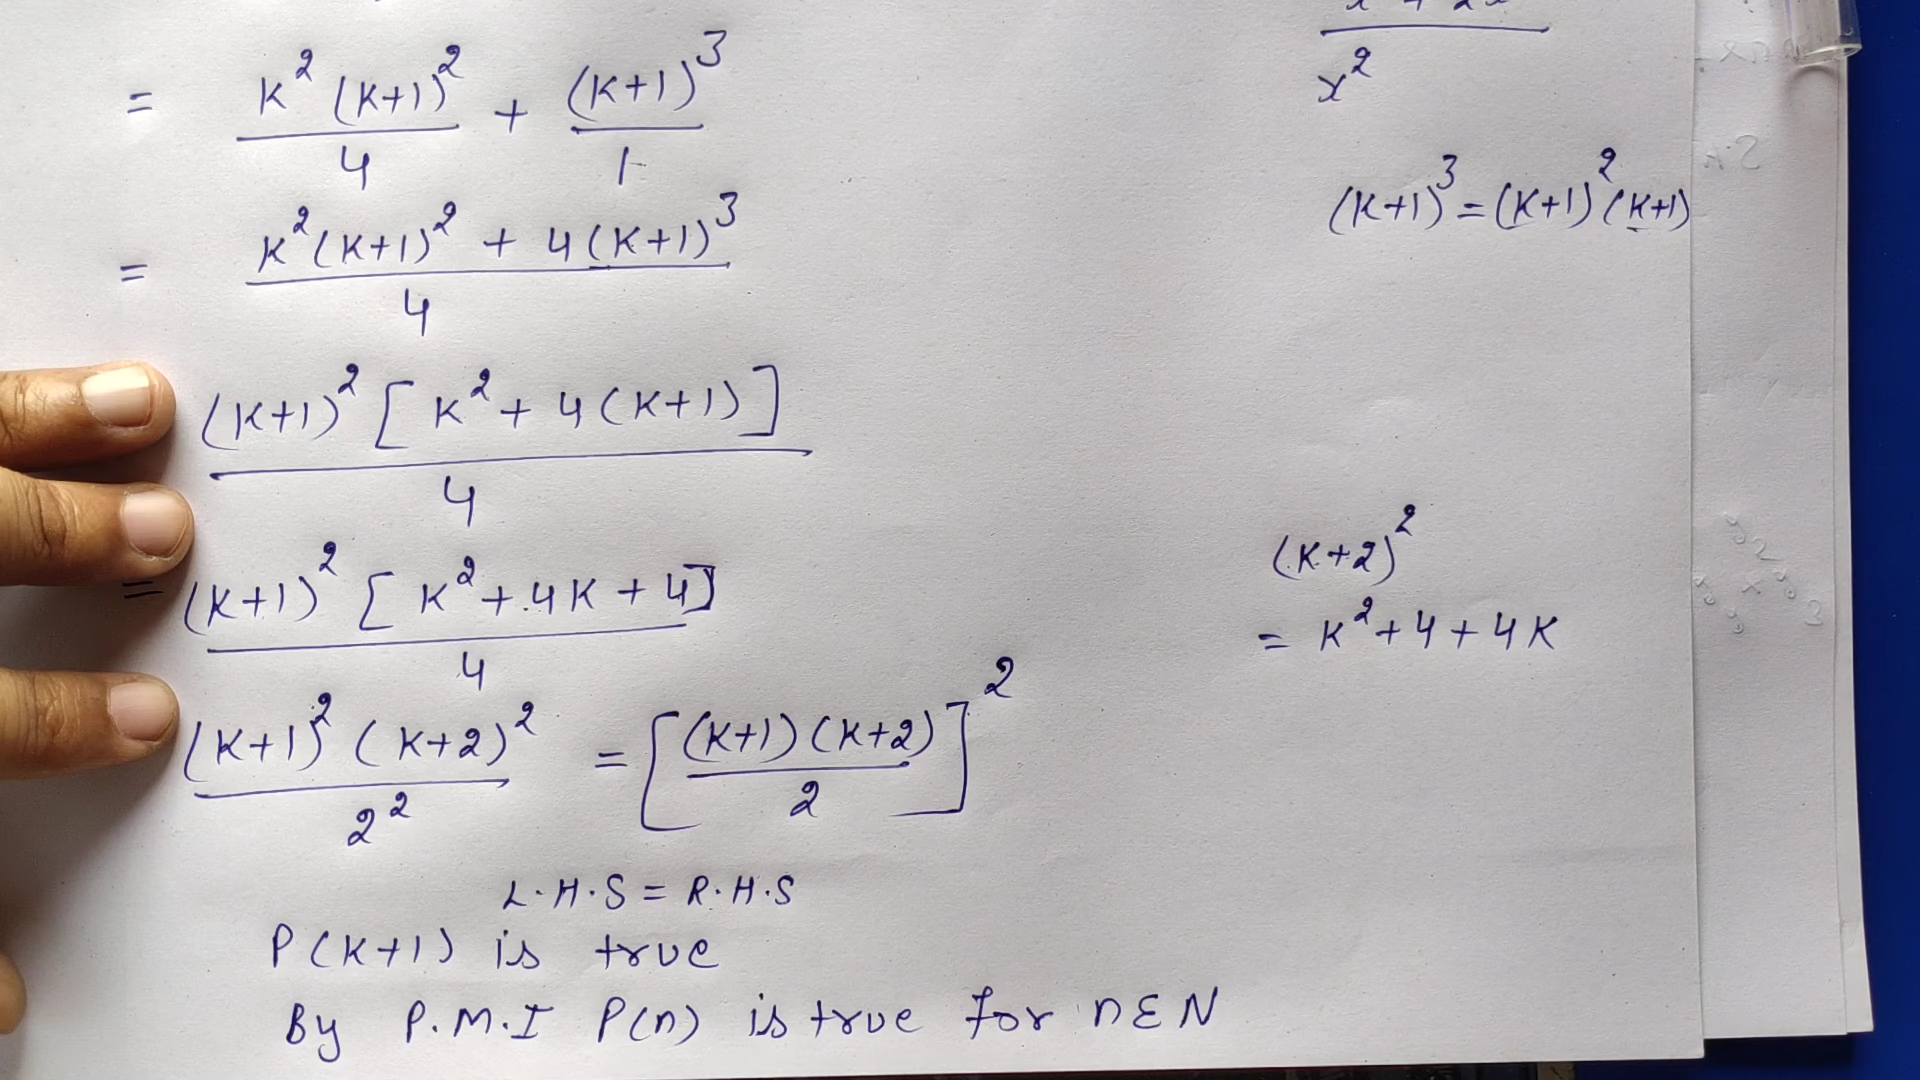 = K² (K+1)² / 4 + (K+1)³ / 1
= K²(K+1)² + 4(K+1)³ / 4
(K+1)² [K² + 4(K+1)] / 4
= (K+1)² [K² + 4K + 4] / 4
(K+1)² (K+2)² / 2² = [(K+1)(K+2) / 2]²
L.H.S = R.H.S
P(K+1) is true
By P.M.I P(n) is true for n ∈ N
x²
(K+1)³ = (K+1)² (K+1)
(K+2)²
= K² + 4 + 4K